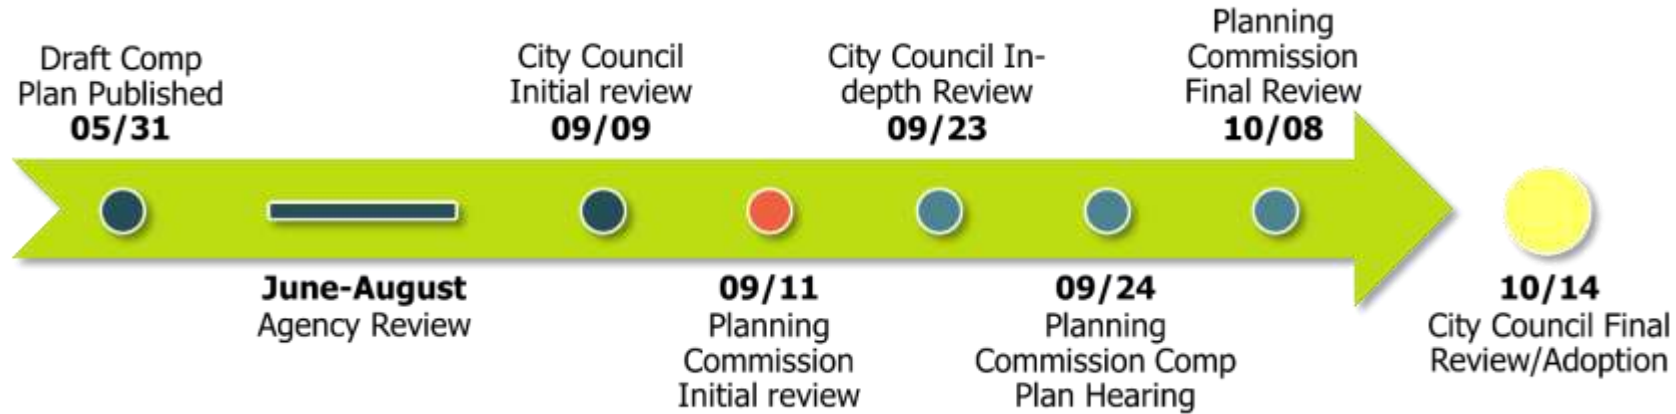 Draft Comp
Plan Published
05/31
June-August
Agency Review
City Council
Initial review
09/09
09/11
Planning
Commission
Initial review
City Council In-
depth Review
09/23
09/24
Planning
Commission Comp
Plan Hearing
Planning
Commission
Final Review
10/08
10/14
City Council Final
Review/Adoption